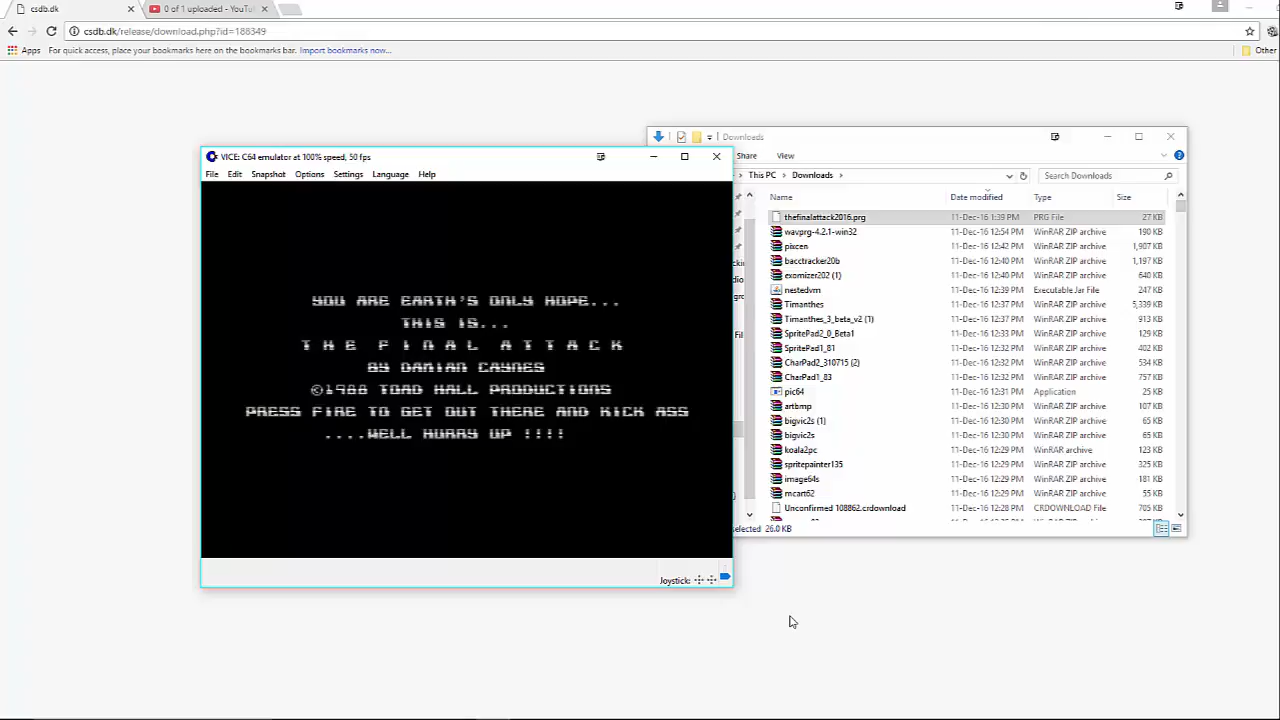 csdb.dk
0 of 1 uploaded - YouTu
csdb.dk/release/download.php?id=188349
Apps
For quick access, place your bookmarks here on the bookmarks bar. Import bookmarks now...
Other
VICE: C64 emulator at 100% speed, 50 fps
File Edit Snapshot Options Settings Language Help
YOU ARE EARTH'S ONLY HOPE...
THIS IS...
T H E F I N A L A T T A C K
BY DAMIAN CAYNES
©1988 TOAD HALL PRODUCTIONS
PRESS FIRE TO GET OUT THERE AND KICK ASS
....WELL HURRY UP !!!!
Joystick:
Downloads
Share View
This PC Downloads
Search Downloads
Name Date modified Type Size
thefinalattack2016.prg 11-Dec-16 1:39 PM PRG File 27 KB
wavprg-4.2.1-win32 11-Dec-16 12:54 PM WinRAR ZIP archive 190 KB
pixcen 11-Dec-16 12:42 PM WinRAR ZIP archive 1,907 KB
bacctracker20b 11-Dec-16 12:40 PM WinRAR ZIP archive 1,197 KB
exomizer202 (1) 11-Dec-16 12:40 PM WinRAR ZIP archive 640 KB
nestedvm 11-Dec-16 12:39 PM Executable Jar File 247 KB
Timanthes 11-Dec-16 12:37 PM WinRAR ZIP archive 5,339 KB
Timanthes_3_beta_v2 (1) 11-Dec-16 12:37 PM WinRAR ZIP archive 913 KB
SpritePad2_0_Beta1 11-Dec-16 12:33 PM WinRAR ZIP archive 129 KB
SpritePad1_81 11-Dec-16 12:32 PM WinRAR ZIP archive 402 KB
CharPad2_310715 (2) 11-Dec-16 12:32 PM WinRAR ZIP archive 534 KB
CharPad1_83 11-Dec-16 12:32 PM WinRAR ZIP archive 757 KB
pic64 11-Dec-16 12:31 PM Application 25 KB
artbmp 11-Dec-16 12:31 PM WinRAR ZIP archive 107 KB
bigvic2s (1) 11-Dec-16 12:30 PM WinRAR ZIP archive 65 KB
bigvic2s 11-Dec-16 12:30 PM WinRAR ZIP archive 65 KB
koala2pc 11-Dec-16 12:29 PM WinRAR archive 123 KB
spritepainter135 11-Dec-16 12:29 PM WinRAR ZIP archive 325 KB
image64s 11-Dec-16 12:29 PM WinRAR ZIP archive 181 KB
mcart62 11-Dec-16 12:29 PM WinRAR ZIP archive 55 KB
Unconfirmed 108862.crdownload 11-Dec-16 12:28 PM CRDOWNLOAD File 705 KB
selected 26.0 KB